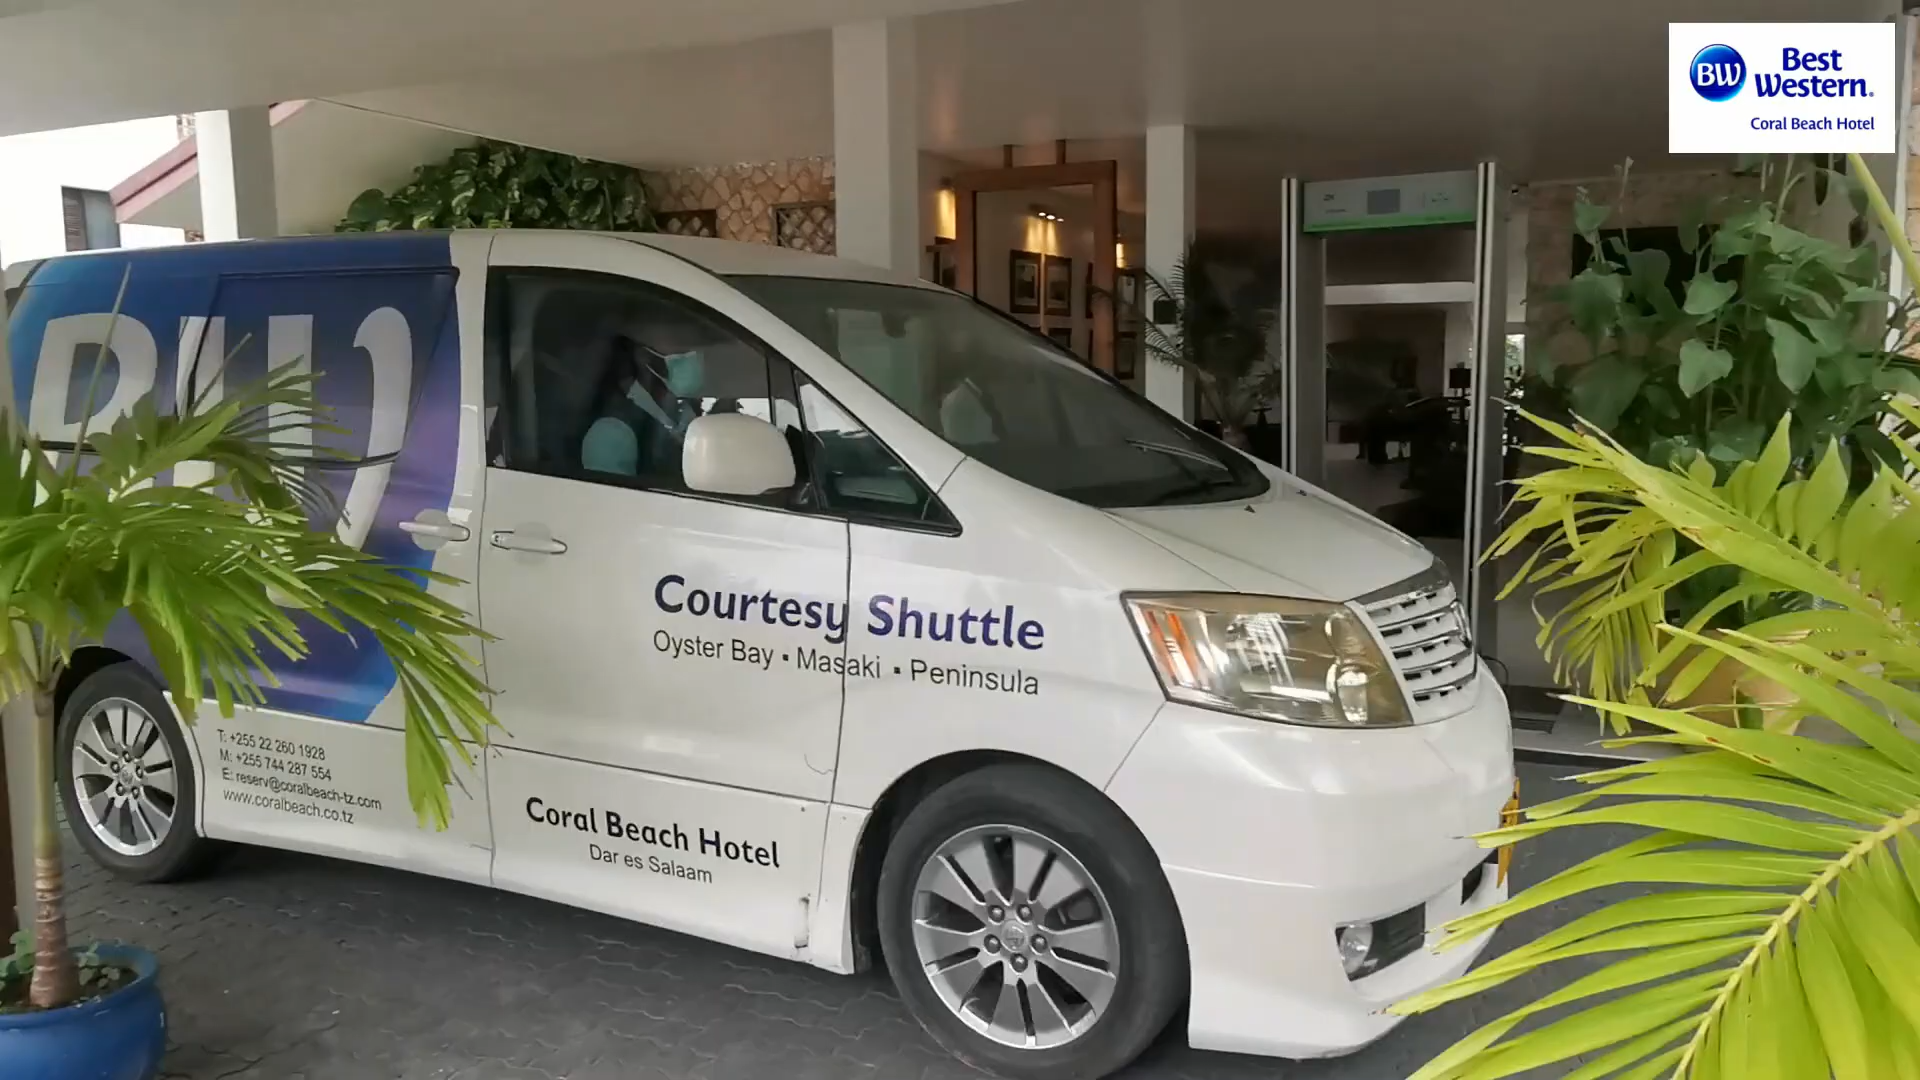 BW
Best
Western.
Coral Beach Hotel
BW
Courtesy Shuttle
Oyster Bay ▪ Masaki ▪ Peninsula
T: +255 22 260 1928
M: +255 744 287 554
E: reserv@coralbeach-tz.com
www.coralbeach.co.tz
Coral Beach Hotel
Dar es Salaam